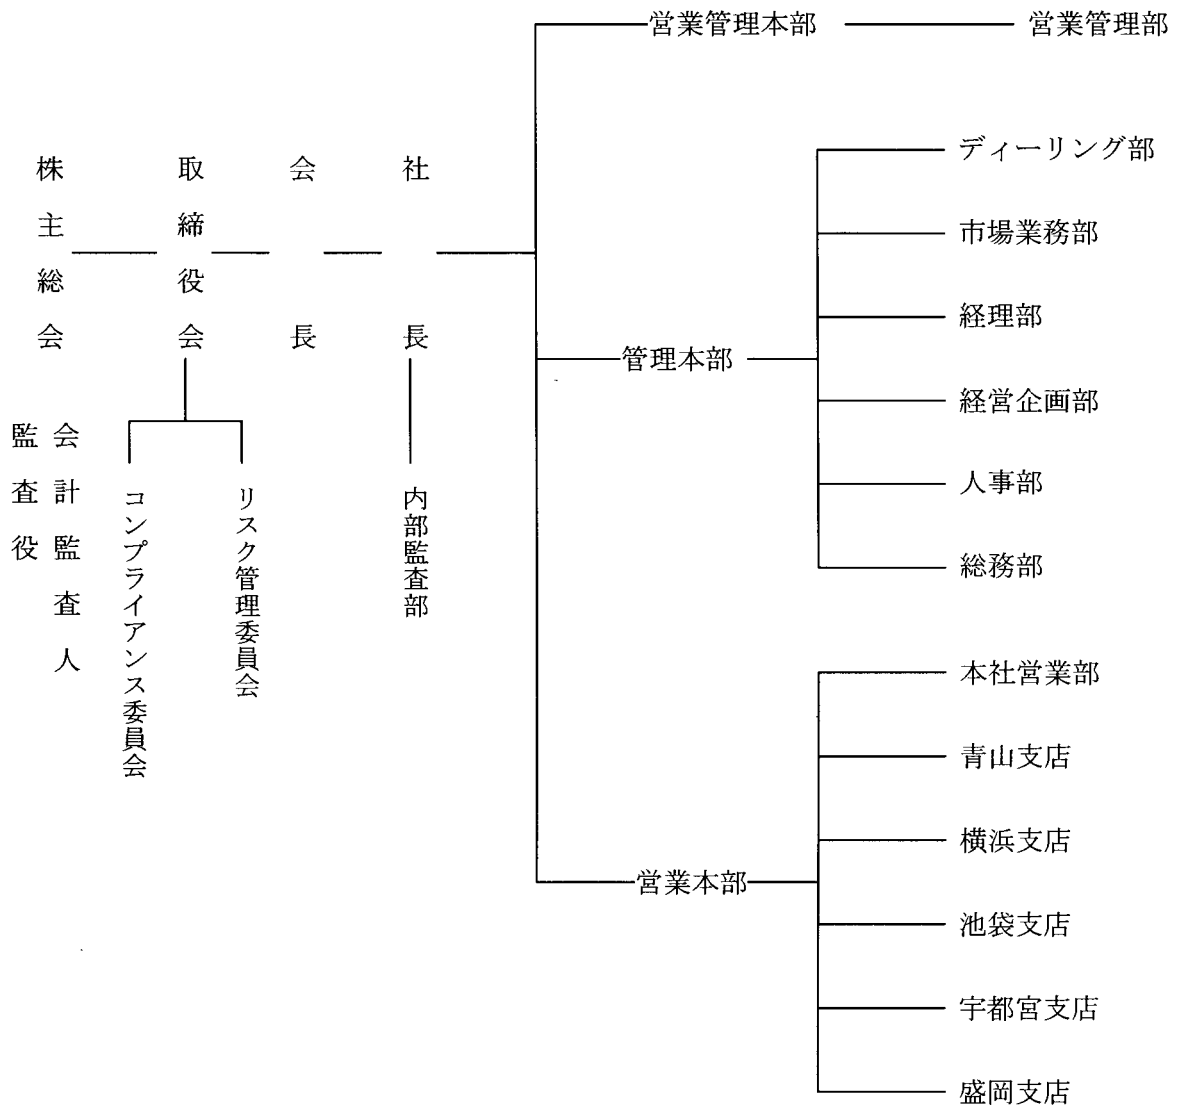 株主総会
取締役会
会長
社長
監査役
会計監査人
コンプライアンス委員会
リスク管理委員会
内部監査部
営業管理本部
営業管理部
管理本部
ディーリング部
市場業務部
経理部
経営企画部
人事部
総務部
営業本部
本社営業部
青山支店
横浜支店
池袋支店
宇都宮支店
盛岡支店